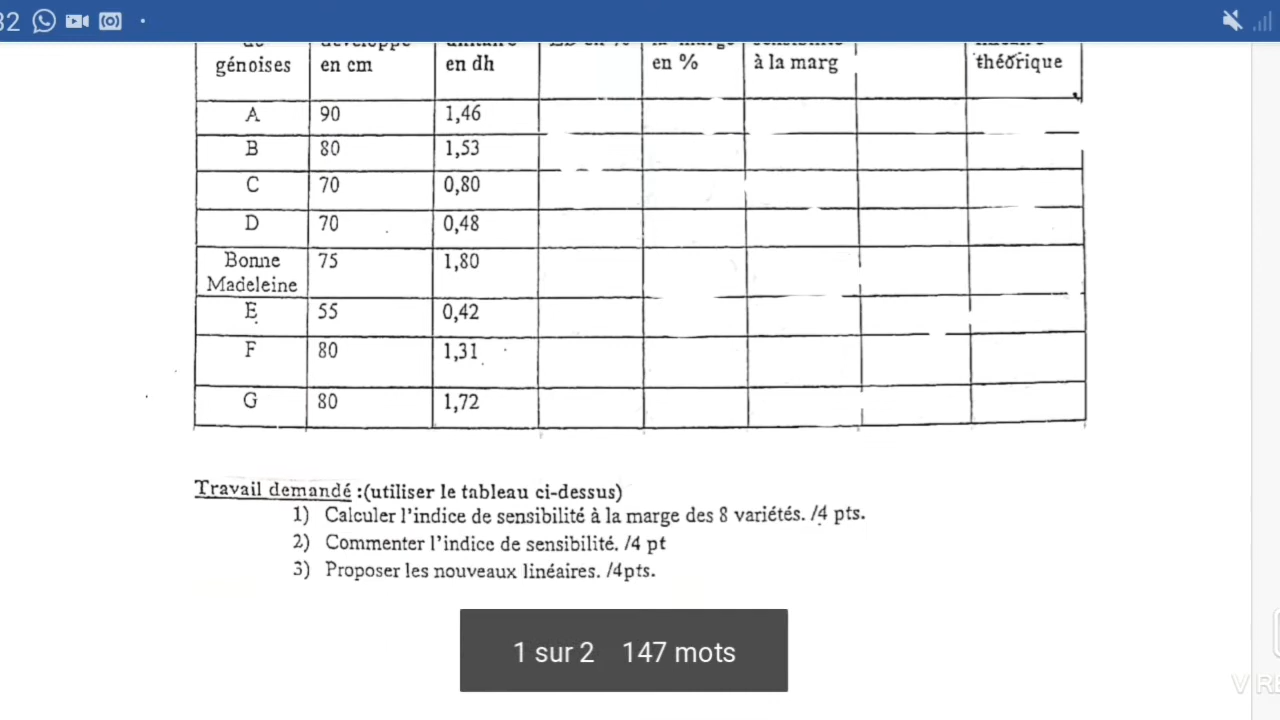 32
génoises en cm en dh en % à la marg théorique
A 90 1,46
B 80 1,53
C 70 0,80
D 70 0,48
Bonne Madeleine 75 1,80
E 55 0,42
F 80 1,31
G 80 1,72
Travail demandé :(utiliser le tableau ci-dessus)
1) Calculer l'indice de sensibilité à la marge des 8 variétés. /4 pts.
2) Commenter l'indice de sensibilité. /4 pt
3) Proposer les nouveaux linéaires. /4pts.
1 sur 2 147 mots